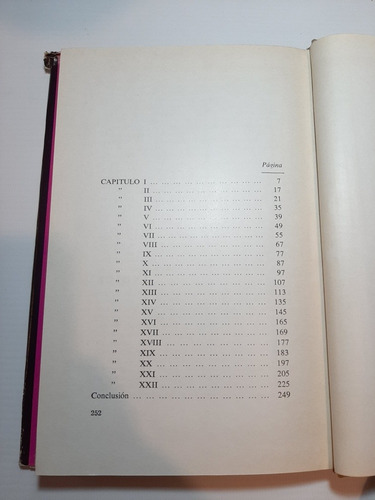 Página
CAPITULO I ... ... ... ... ... ... ... ... ... ... 7
" II ... ... ... ... ... ... ... ... ... ... 17
" III ... ... ... ... ... ... ... ... ... ... 21
" IV ... ... ... ... ... ... ... ... ... ... 35
" V ... ... ... ... ... ... ... ... ... ... 39
" VI ... ... ... ... ... ... ... ... ... ... 49
" VII ... ... ... ... ... ... ... ... ... ... 55
" VIII ... ... ... ... ... ... ... ... ... 67
" IX ... ... ... ... ... ... ... ... ... ... 77
" X ... ... ... ... ... ... ... ... ... ... 87
" XI ... ... ... ... ... ... ... ... ... ... 97
" XII ... ... ... ... ... ... ... ... ... 107
" XIII ... ... ... ... ... ... ... ... ... 113
" XIV ... ... ... ... ... ... ... ... ... 135
" XV ... ... ... ... ... ... ... ... ... 145
" XVI ... ... ... ... ... ... ... ... ... 165
" XVII ... ... ... ... ... ... ... ... ... 169
" XVIII ... ... ... ... ... ... ... ... 177
" XIX ... ... ... ... ... ... ... ... ... 183
" XX ... ... ... ... ... ... ... ... ... 197
" XXI ... ... ... ... ... ... ... ... ... 205
" XXII ... ... ... ... ... ... ... ... ... 225
Conclusión ... ... ... ... ... ... ... ... ... ... ... 249
252